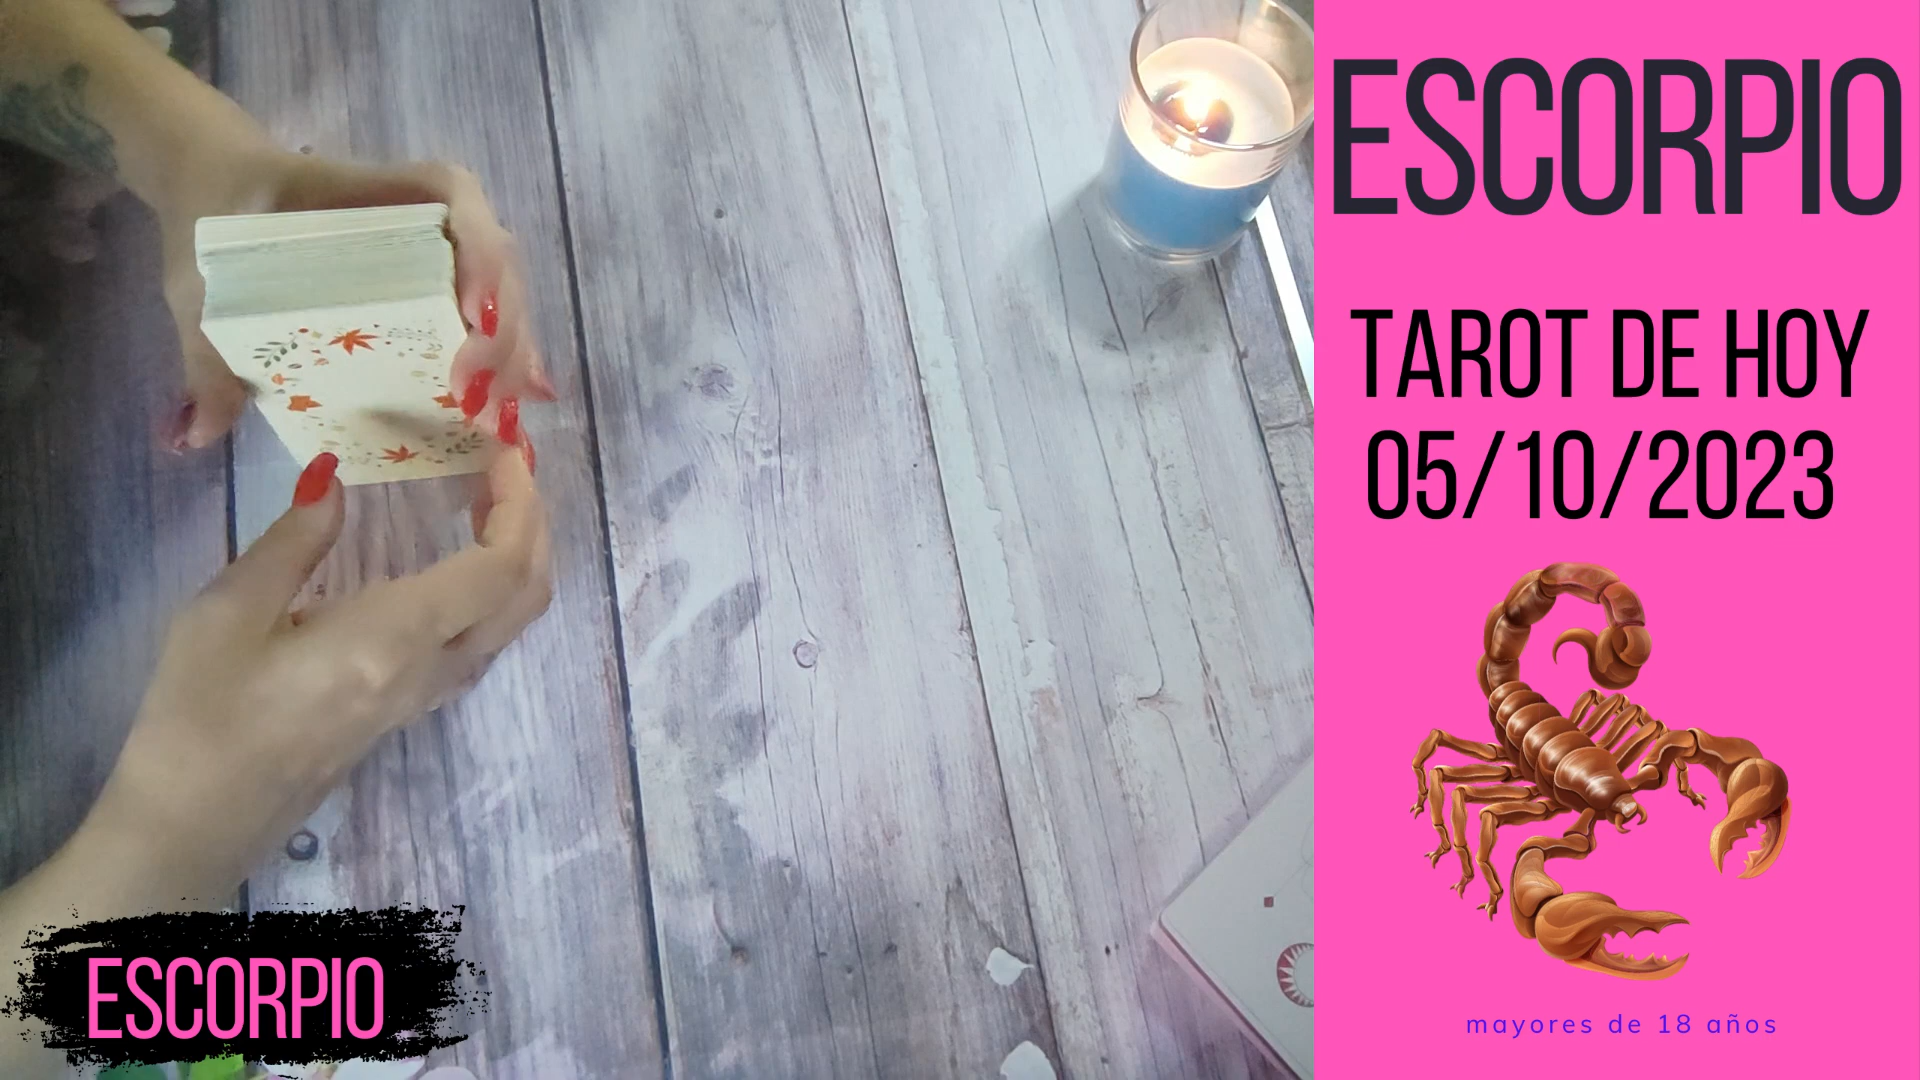 ESCORPIO
TAROT DE HOY
05/10/2023
mayores de 18 años
ESCORPIO